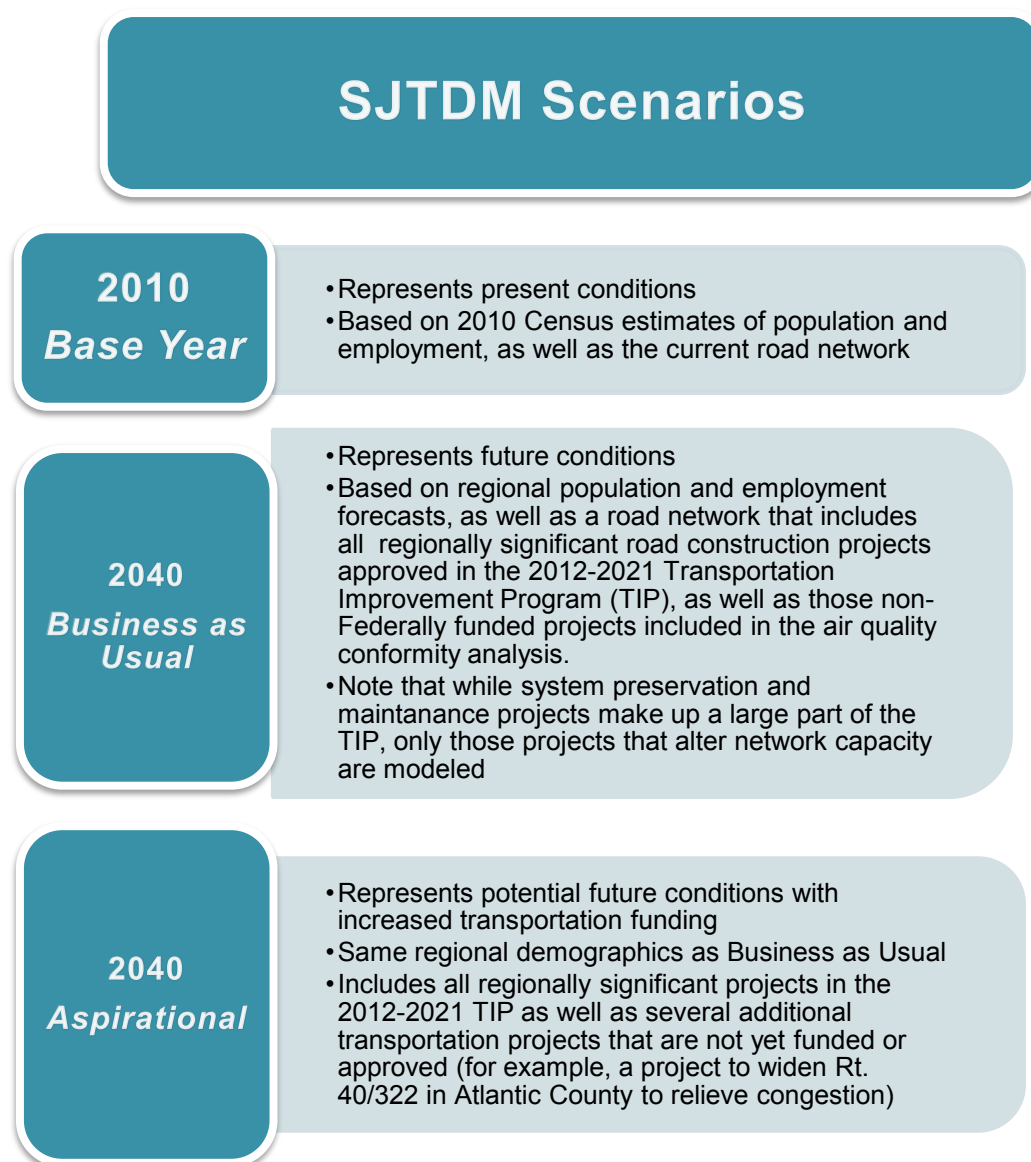 SJTDM Scenarios
2010
Base Year
•Represents present conditions
•Based on 2010 Census estimates of population and
employment, as well as the current road network
2040
Business as
Usual
•Represents future conditions
•Based on regional population and employment
forecasts, as well as a road network that includes
all  regionally significant road construction projects
approved in the 2012-2021 Transportation
Improvement Program (TIP), as well as those non-
Federally funded projects included in the air quality
conformity analysis.
•Note that while system preservation and
maintanance projects make up a large part of the
TIP, only those projects that alter network capacity
are modeled
2040
Aspirational
•Represents potential future conditions with
increased transportation funding
•Same regional demographics as Business as Usual
•Includes all regionally significant projects in the
2012-2021 TIP as well as several additional
transportation projects that are not yet funded or
approved (for example, a project to widen Rt.
40/322 in Atlantic County to relieve congestion)